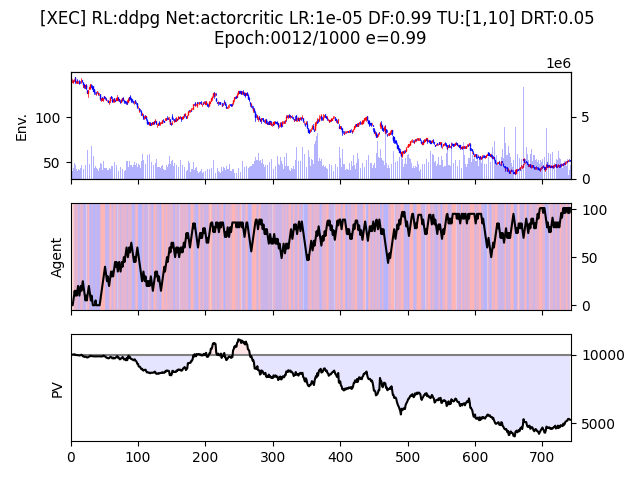 [XEC] RL:ddpg Net:actorcritic LR:1e-05 DF:0.99 TU:[1,10] DRT:0.05
Epoch:0012/1000 e=0.99
1e6
Env.
100
50
5
0
Agent
100
50
0
PV
10000
5000
0 100 200 300 400 500 600 700